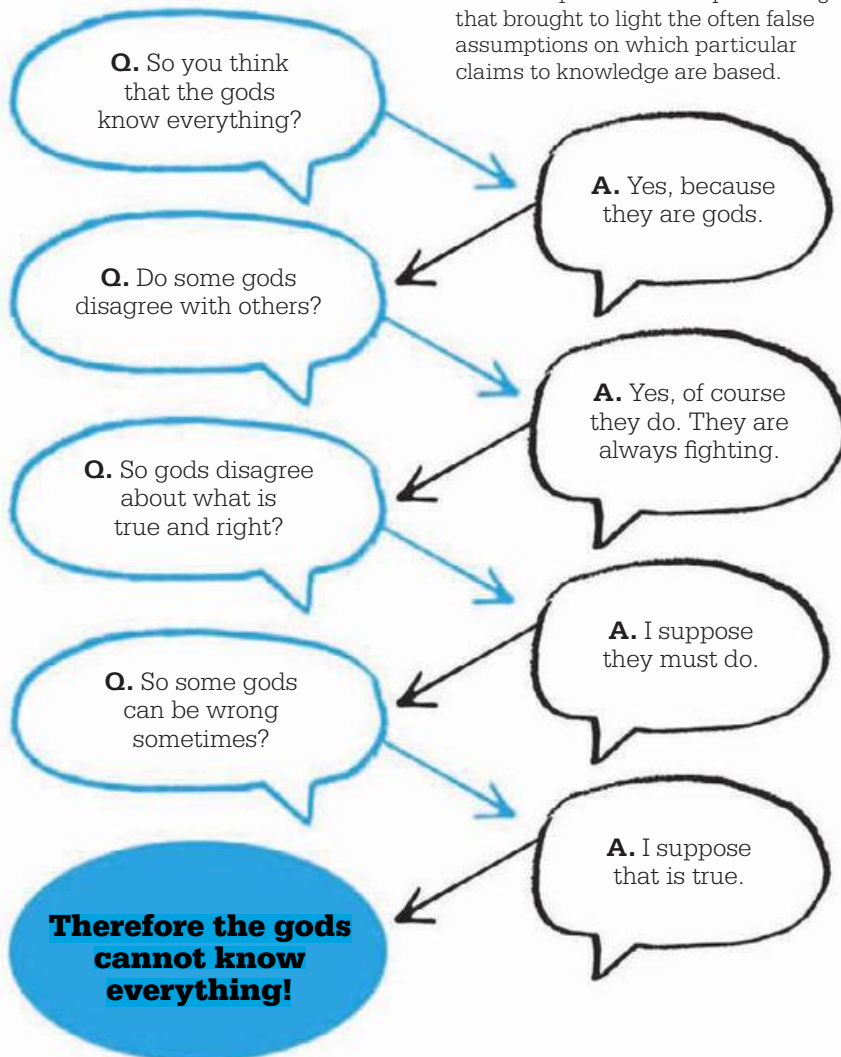 that brought to light the often false
assumptions on which particular
claims to knowledge are based.
Q. So you think
that the gods
know everything?
A. Yes, because
they are gods.
Q. Do some gods
disagree with others?
A. Yes, of course
they do. They are
always fighting.
Q. So gods disagree
about what is
true and right?
A. I suppose
they must do.
Q. So some gods
can be wrong
sometimes?
A. I suppose
that is true.
Therefore the gods
cannot know
everything!